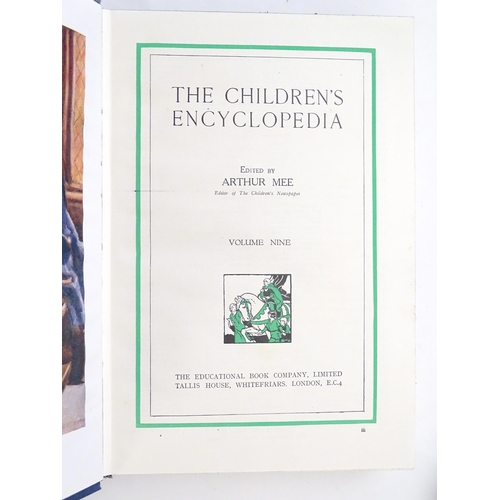 THE CHILDREN'S
ENCYCLOPEDIA
EDITED BY
ARTHUR MEE
Editor of The Children's Newspaper
VOLUME NINE
THE EDUCATIONAL BOOK COMPANY, LIMITED
TALLIS HOUSE, WHITEFRIARS. LONDON, E.C.4
iii